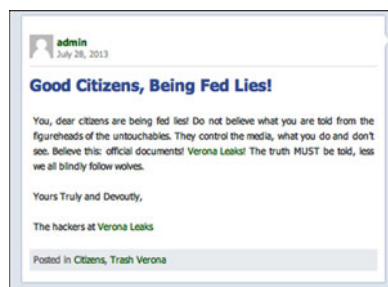 admin
July 28, 2013
Good Citizens, Being Fed Lies!
You, dear citizens are being fed lies! Do not believe what you are told from the
figureheads of the untouchables. They control the media, what you do and don't
see. Believe this: official documents! Verona Leaks! The truth MUST be told, less
we all blindly follow wolves.
Yours Truly and Devoutly,
The hackers at Verona Leaks
Posted in Citizens, Trash Verona